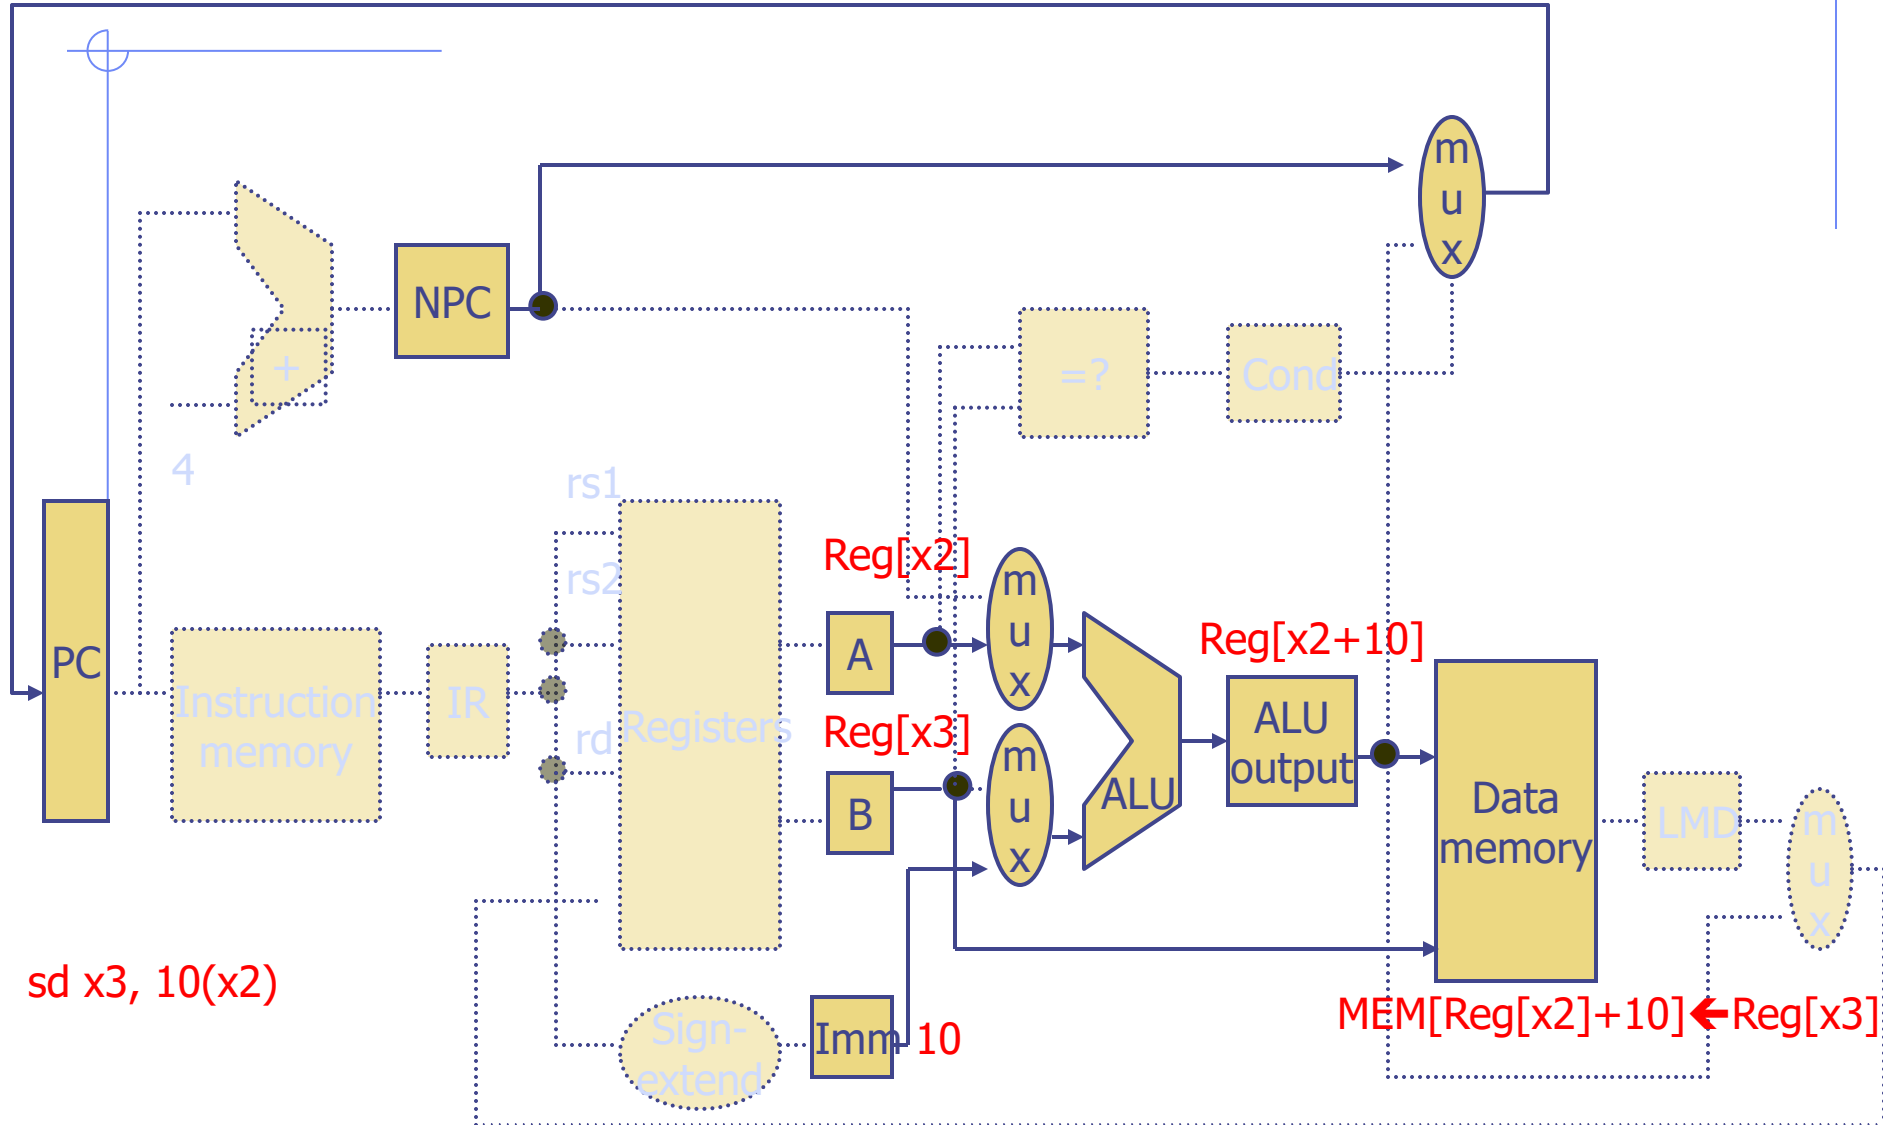 m
u
x
NPC
+
=?
Cond
4
rs1
rs2
Reg[x2]
m
u
x
A
Reg[x2+10]
PC
Instruction
memory
IR
rd
Registers
Reg[x3]
B
m
u
x
ALU
ALU
output
Data
memory
LMD
m
u
x
sd x3, 10(x2)
Sign-
extend
Imm 10
MEM[Reg[x2]+10]🡸Reg[x3]